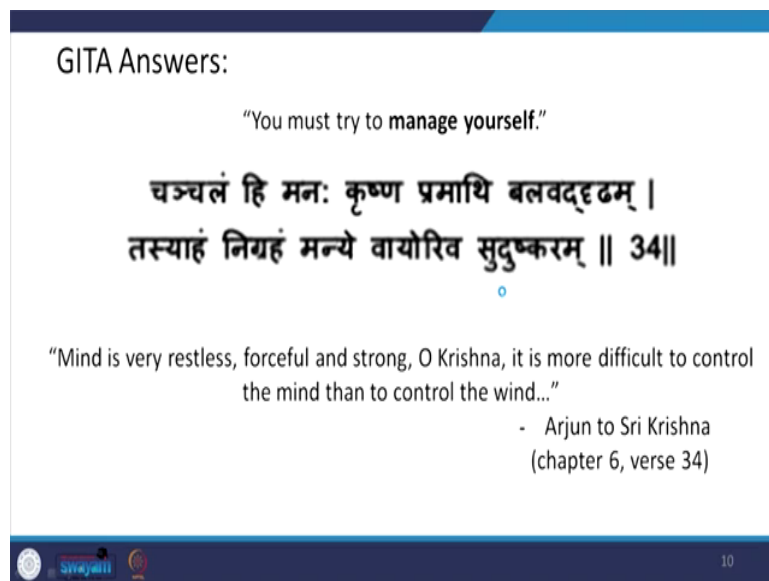 GITA Answers:
“You must try to manage yourself.”
चञ्चलं हि मन: कृष्ण प्रमाथि बलवद्दृढम् |
तस्याहं निग्रहं मन्ये वायोरिव सुदुष्करम् || 34||
“Mind is very restless, forceful and strong, O Krishna, it is more difficult to control
the mind than to control the wind...”
- Arjun to Sri Krishna
(chapter 6, verse 34)
swayam
10